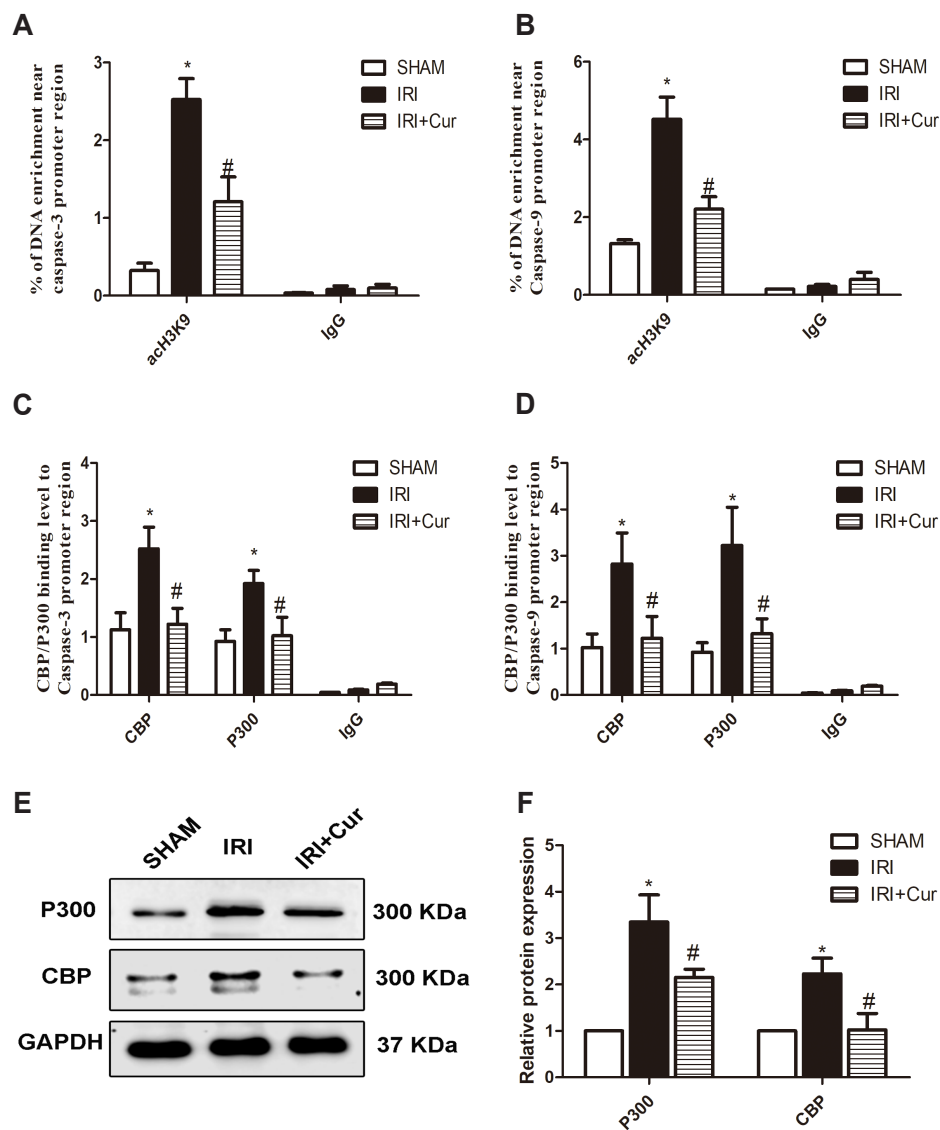 A
% of DNA enrichment near
caspase-3 promoter region
3
2
1
0
*
#
SHAM
IRI
IRI+Cur
acH3K9
IgG
B
% of DNA enrichment near
Caspase-9 promoter region
6
4
2
0
*
#
SHAM
IRI
IRI+Cur
acH3K9
IgG
C
CBP/P300 binding level to
Caspase-3 promoter region
4
3
2
1
0
*
#
*
#
SHAM
IRI
IRI+Cur
CBP
P300
IgG
D
CBP/P300 binding level to
Caspase-9 promoter region
5
4
3
2
1
0
*
#
*
#
SHAM
IRI
IRI+Cur
CBP
P300
IgG
E
SHAM
IRI
IRI+Cur
P300
300 KDa
CBP
300 KDa
GAPDH
37 KDa
F
Relative protein expression
5
4
3
2
1
0
*
#
*
#
SHAM
IRI
IRI+Cur
P300
CBP